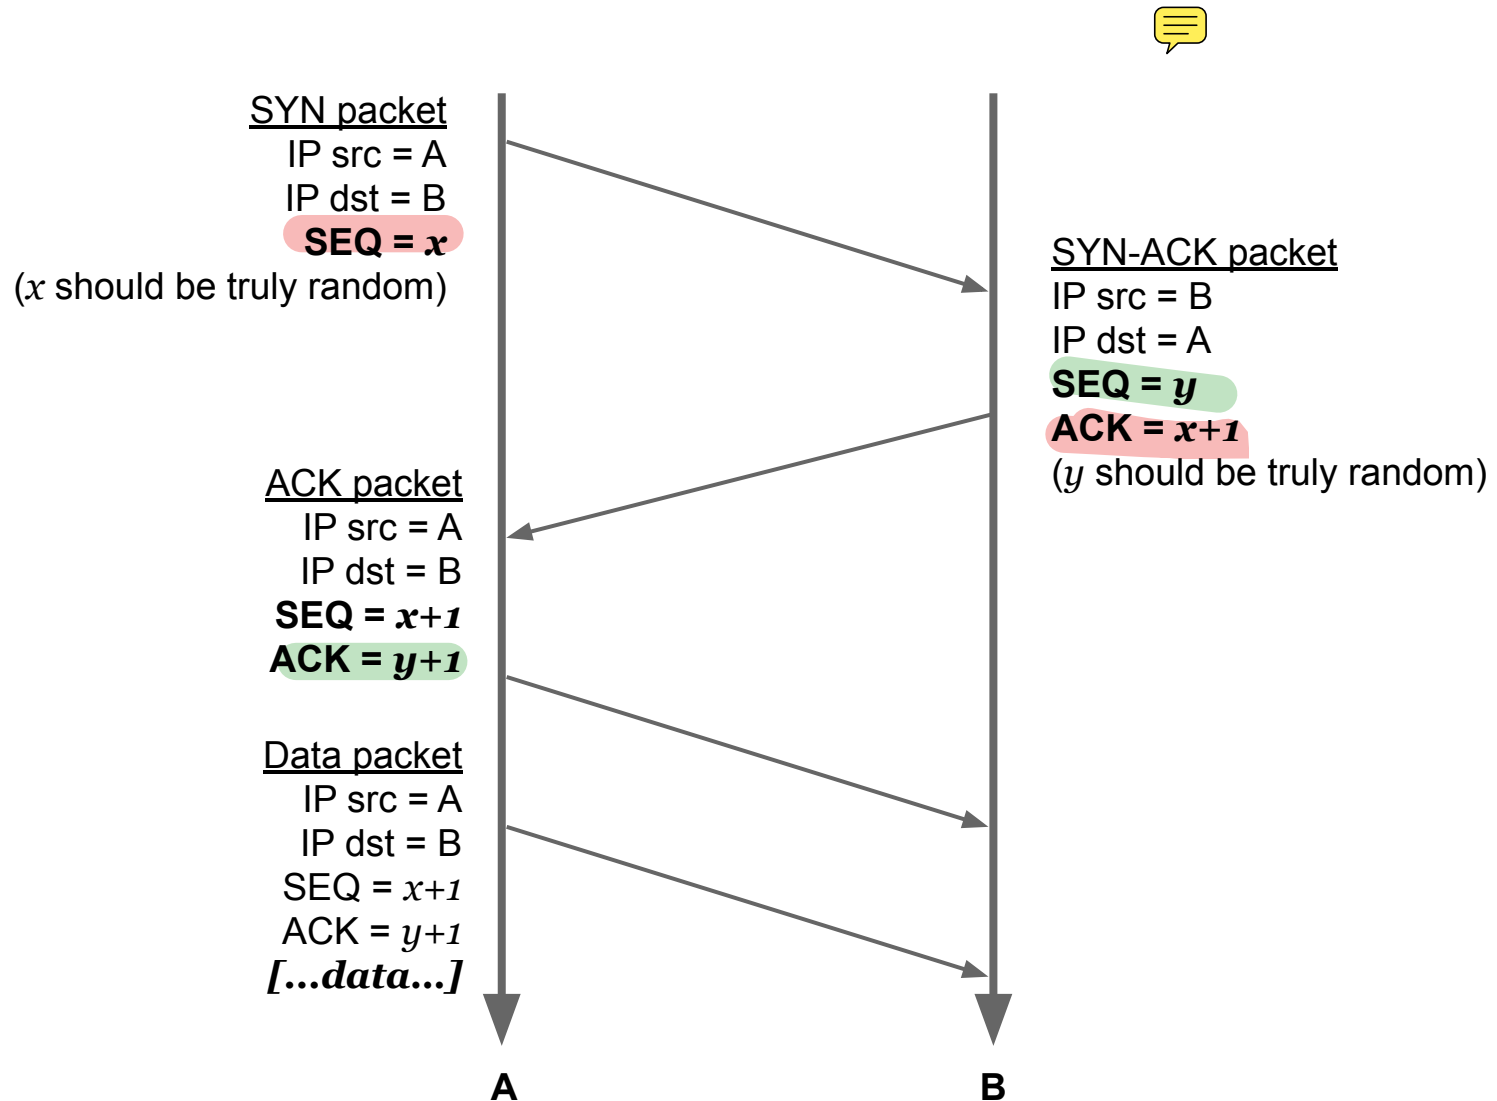 SYN packet
IP src = A
IP dst = B
SEQ = x
(x should be truly random)
SYN-ACK packet
IP src = B
IP dst = A
SEQ = y
ACK = x+1
(y should be truly random)
ACK packet
IP src = A
IP dst = B
SEQ = x+1
ACK = y+1
Data packet
IP src = A
IP dst = B
SEQ = x+1
ACK = y+1
[...data...]
A
B